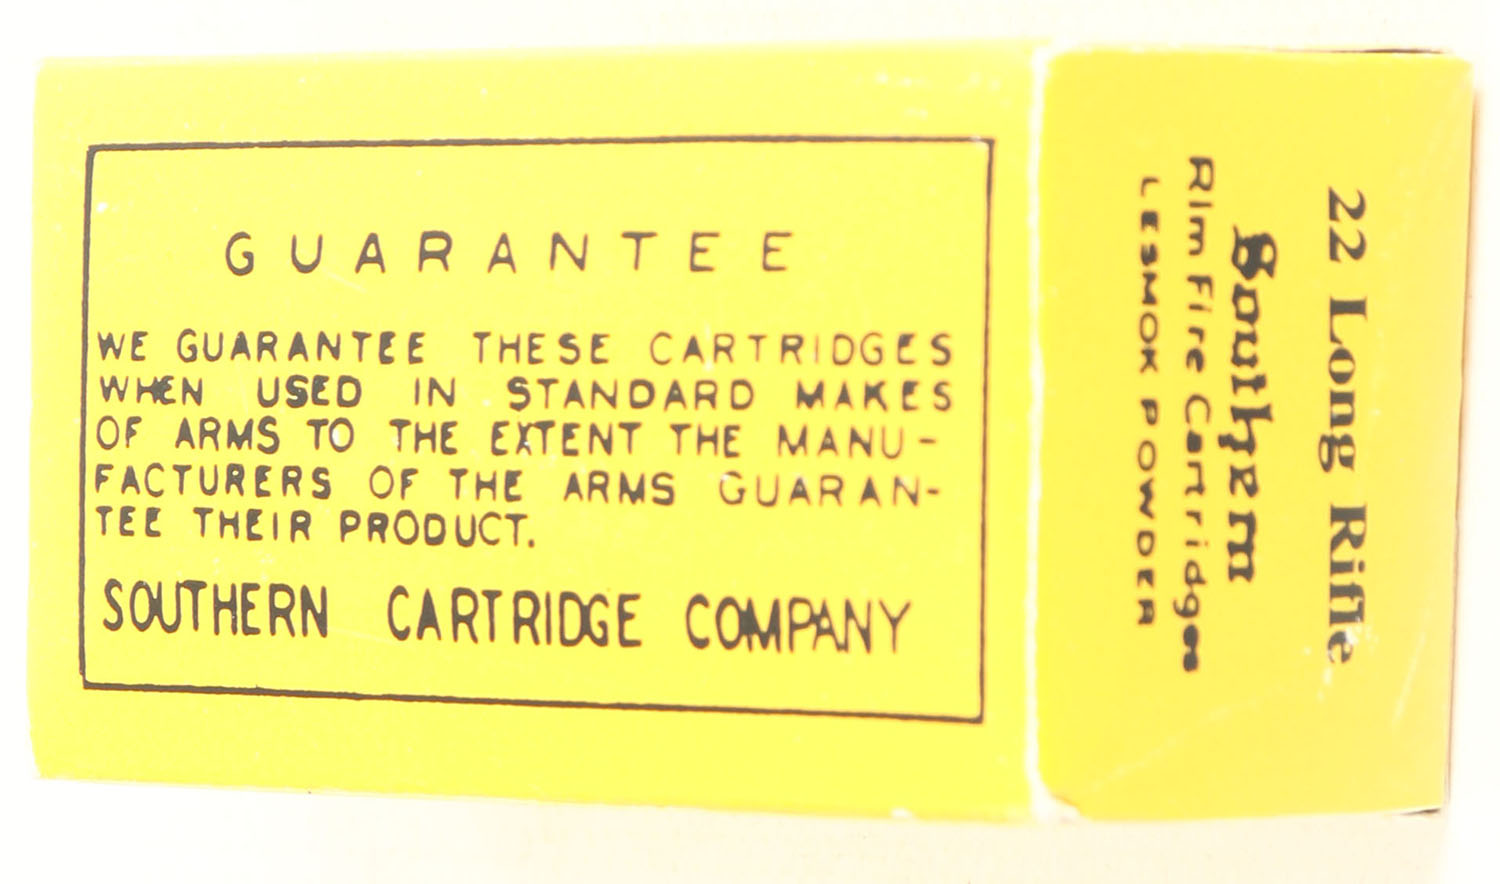 GUARANTEE
WE GUARANTEE THESE CARTRIDGES
WHEN USED IN STANDARD MAKES
OF ARMS TO THE EXTENT THE MANU-
FACTURERS OF THE ARMS GUARAN-
TEE THEIR PRODUCT.
SOUTHERN CARTRIDGE COMPANY
22 Long Rifle
Southern
Rim Fire Cartridges
LESMOK POWDER